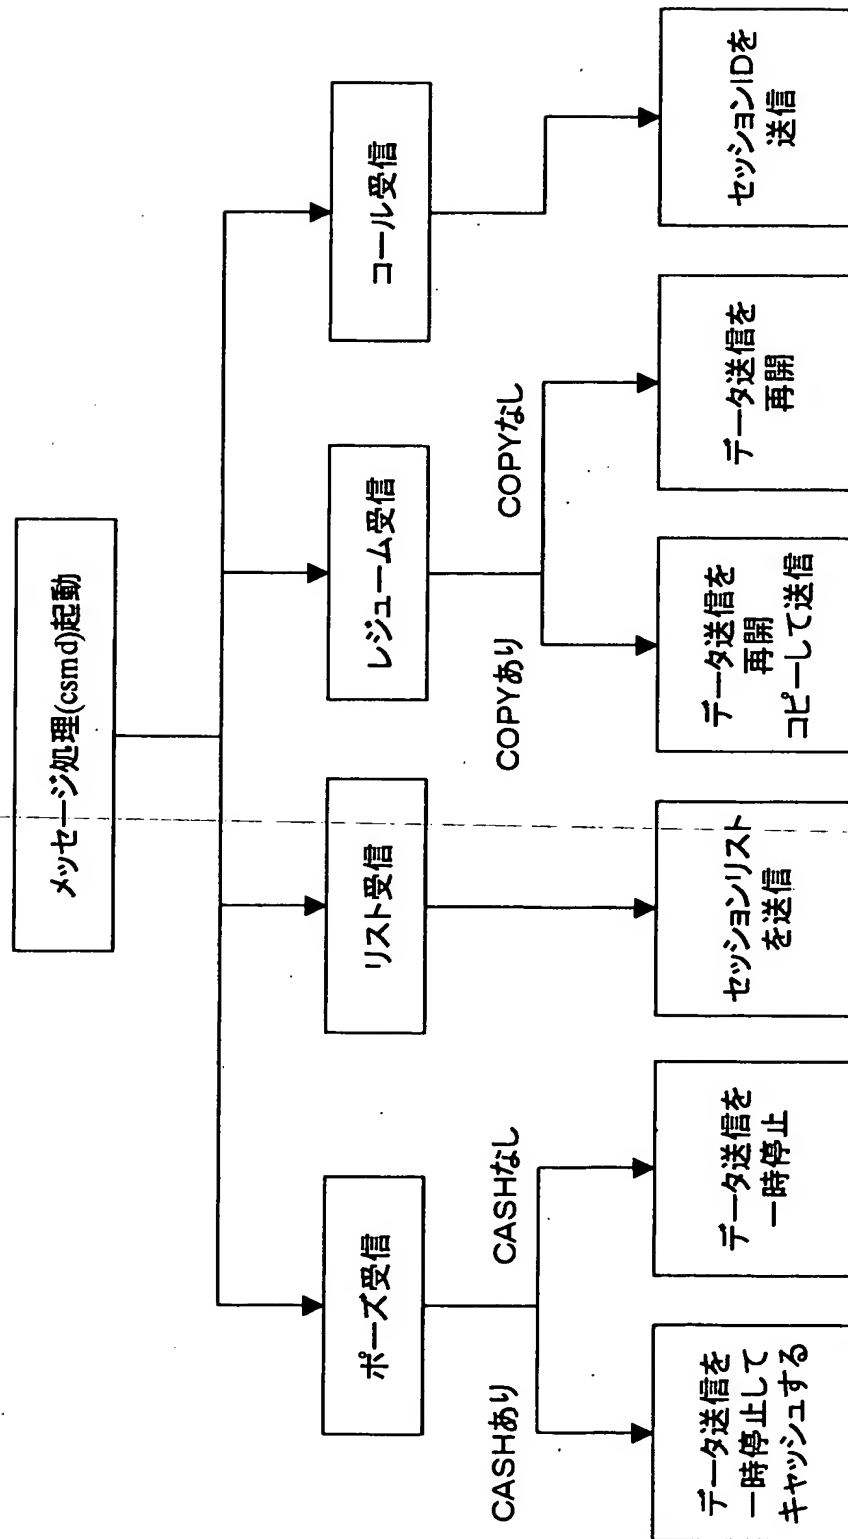 メッセージ処理(csmd)起動
ポーズ受信
リスト受信
レジューム受信
コール受信
CASHあり
CASHなし
COPYあり
COPYなし
データ送信を
一時停止して
キャッシュする
データ送信を
一時停止
セッションリスト
を送信
データ送信を
再開
コピーして送信
データ送信を
再開
セッションIDを
送信